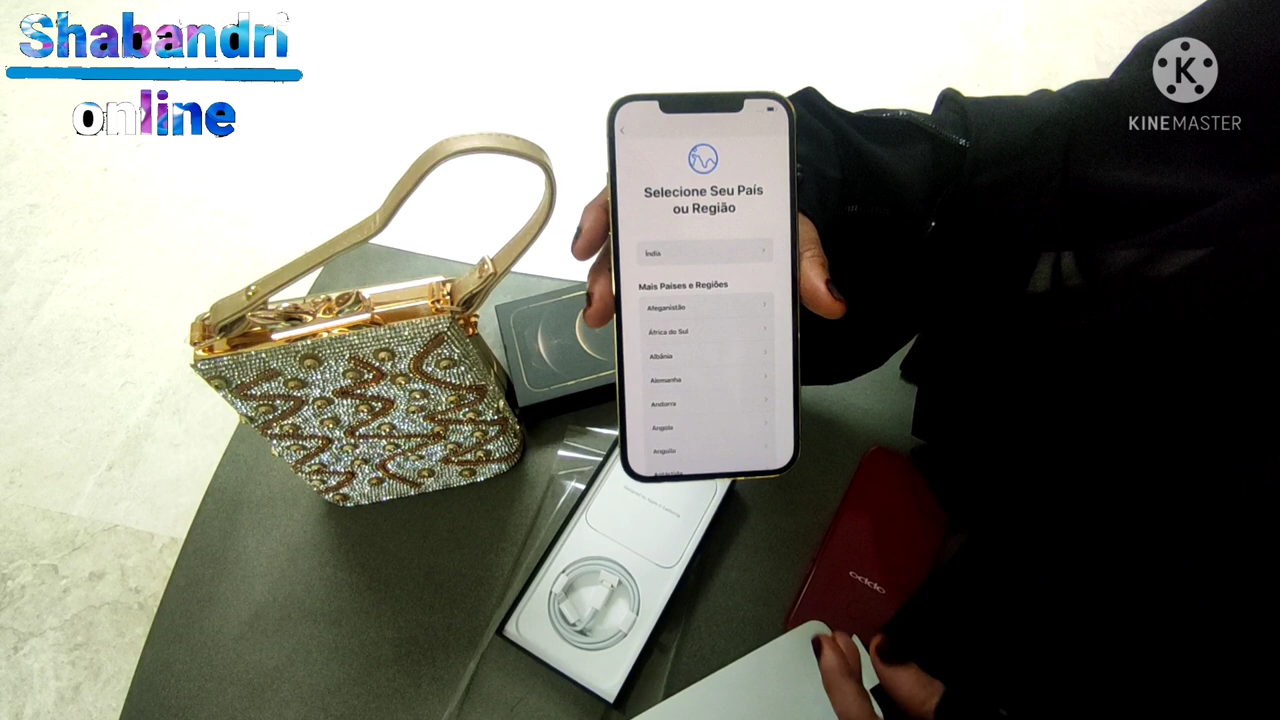 Shabandri
online
K
KINEMASTER
Selecione Seu País
ou Região
Índia
Mais Países e Regiões
Afeganistão
África do Sul
Albânia
Alemanha
Andorra
Angola
Anguila
oppo